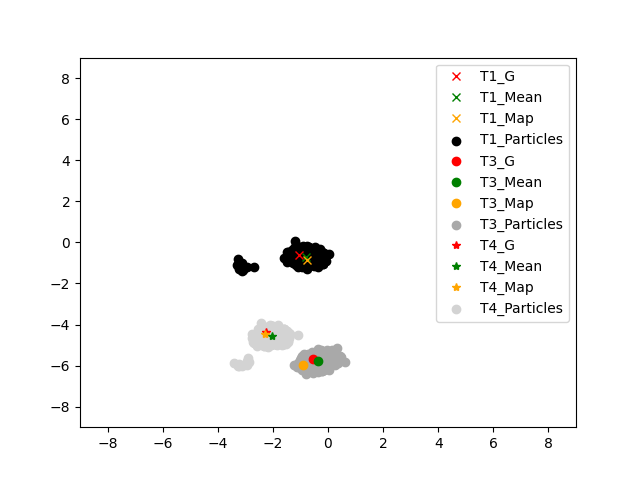 8
6
4
2
0
−2
−4
−6
−8
−8 −6 −4 −2 0 2 4 6 8
T1_G
T1_Mean
T1_Map
T1_Particles
T3_G
T3_Mean
T3_Map
T3_Particles
T4_G
T4_Mean
T4_Map
T4_Particles